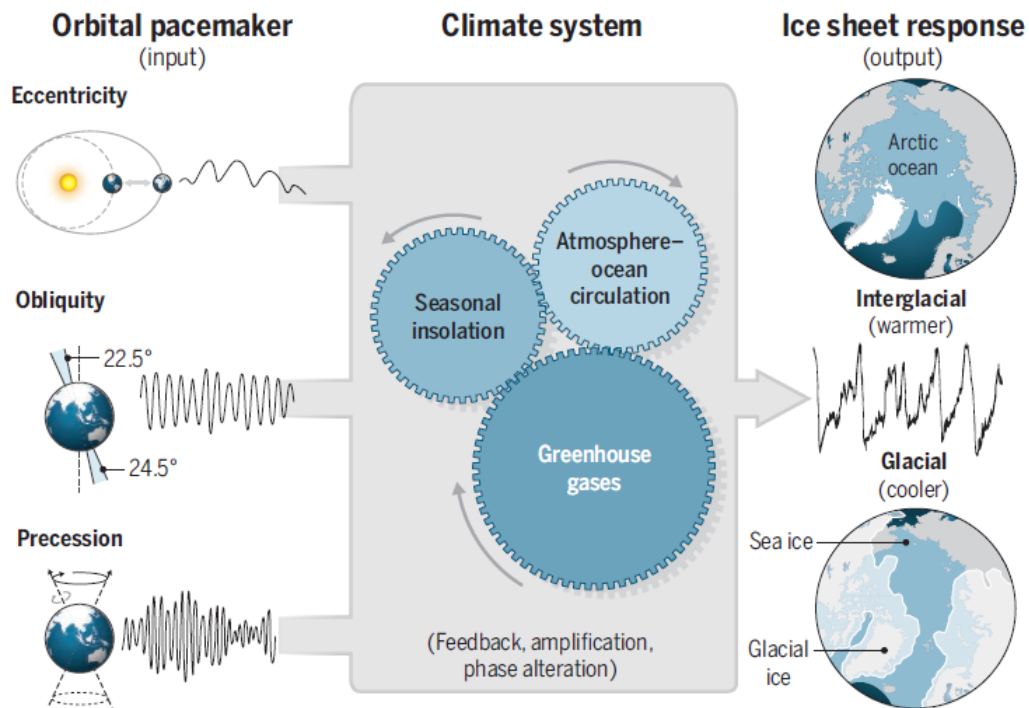 Orbital pacemaker
(input)
Eccentricity
Obliquity
22.5°
24.5°
Precession
Climate system
Seasonal
insolation
Atmosphere–
ocean
circulation
Greenhouse
gases
(Feedback, amplification,
phase alteration)
Ice sheet response
(output)
Arctic
ocean
Interglacial
(warmer)
Glacial
(cooler)
Sea ice
Glacial
ice